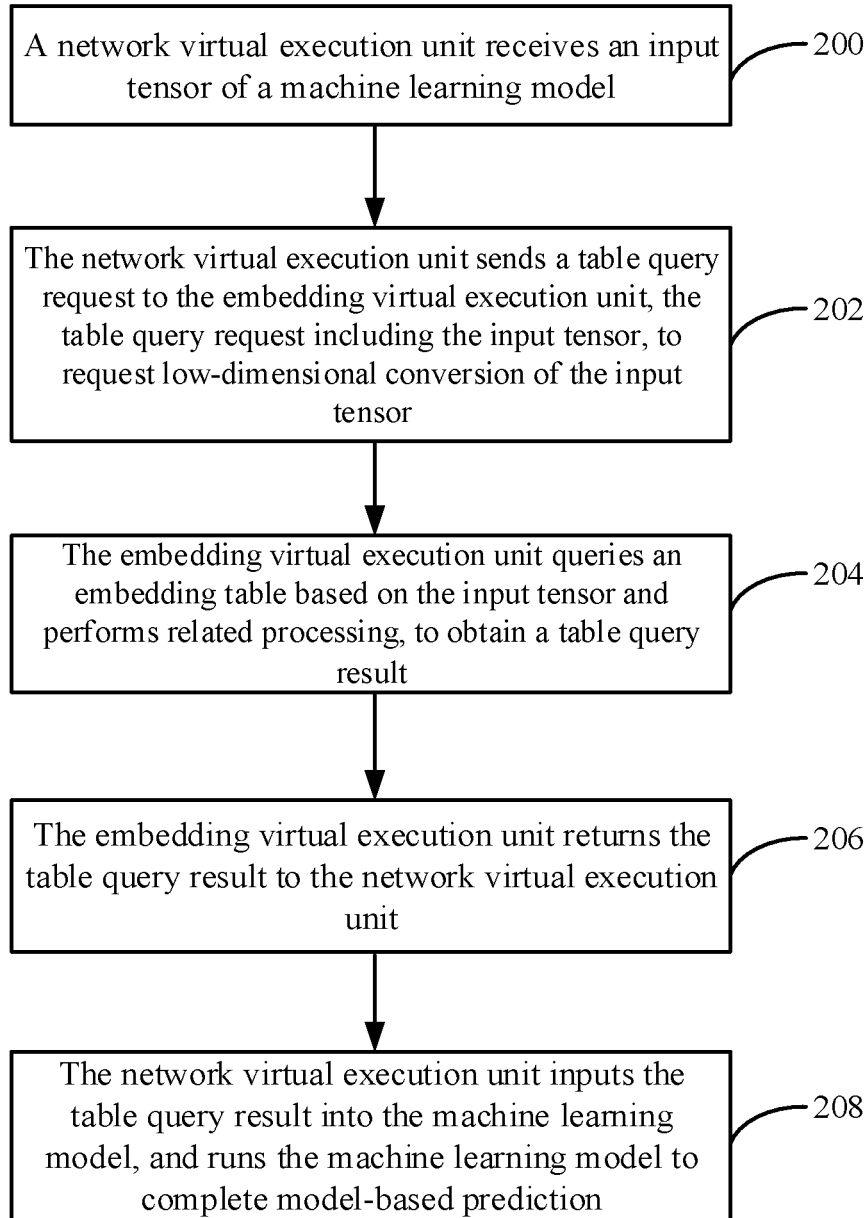 A network virtual execution unit receives an input
tensor of a machine learning model
200
The network virtual execution unit sends a table query
request to the embedding virtual execution unit, the
table query request including the input tensor, to
request low-dimensional conversion of the input
tensor
202
The embedding virtual execution unit queries an
embedding table based on the input tensor and
performs related processing, to obtain a table query
result
204
The embedding virtual execution unit returns the
table query result to the network virtual execution
unit
206
The network virtual execution unit inputs the
table query result into the machine learning
model, and runs the machine learning model to
complete model-based prediction
208